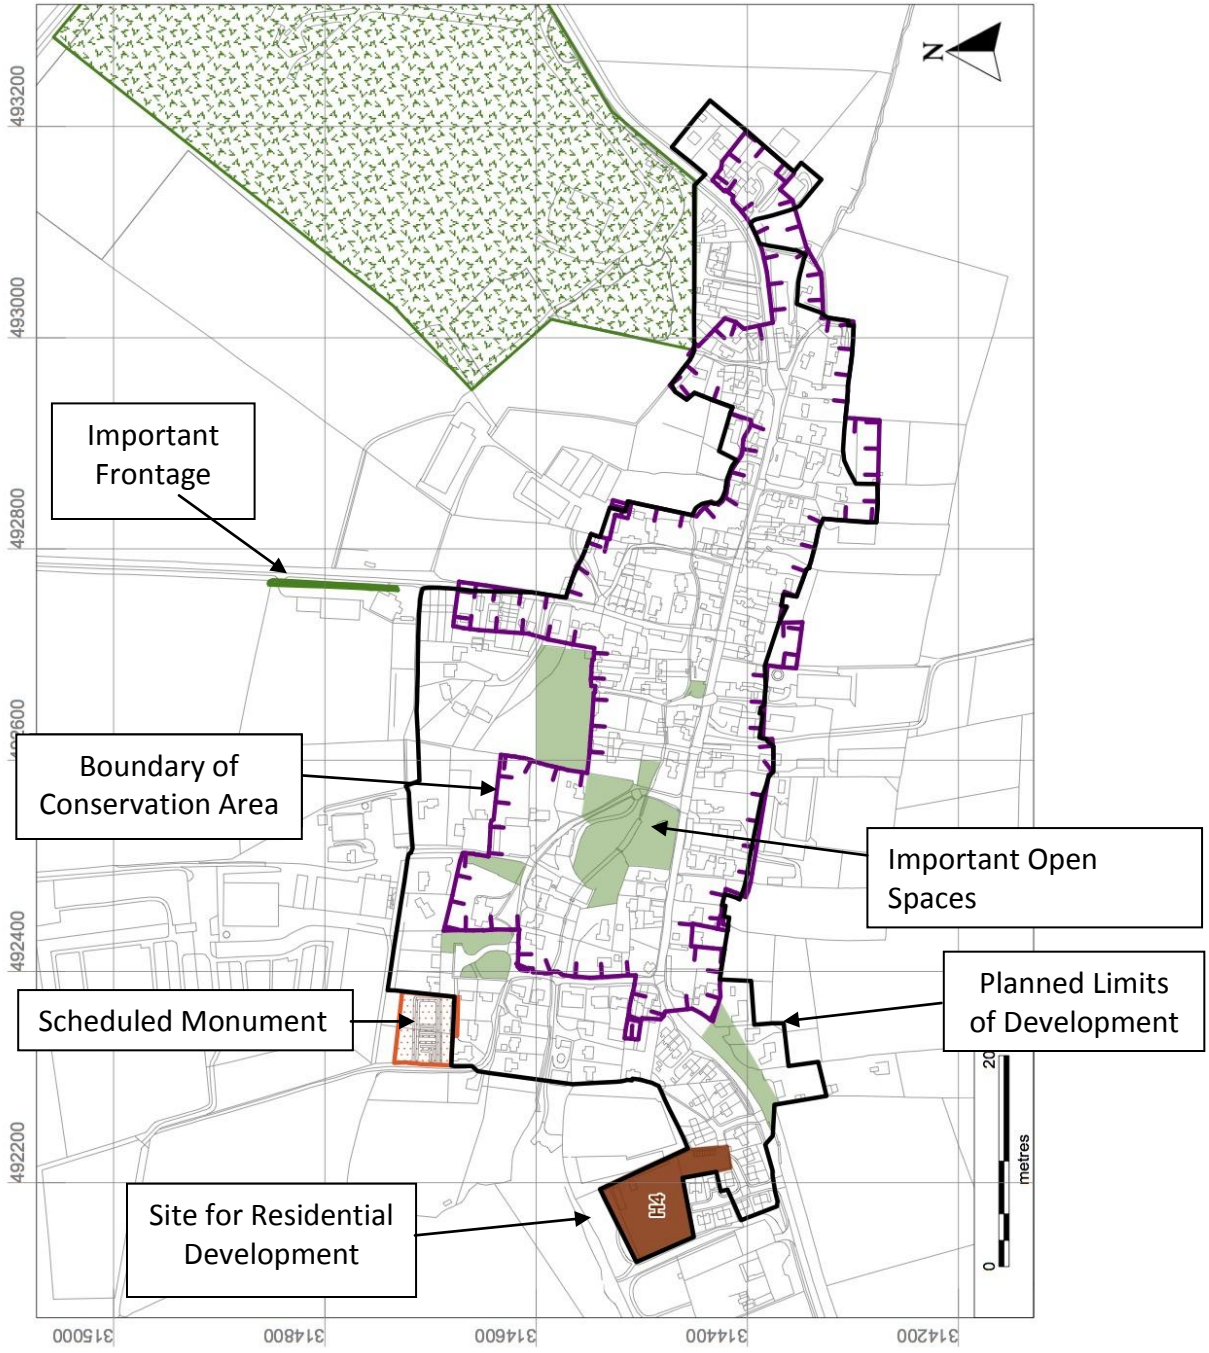 N
493200
493000
492800
492600
492400
492200
Important
Frontage
Boundary of
Conservation Area
Important Open
Spaces
Planned Limits
of Development
Scheduled Monument
Site for Residential
Development
H4
20
metres
0
315000
314800
314600
314400
314200